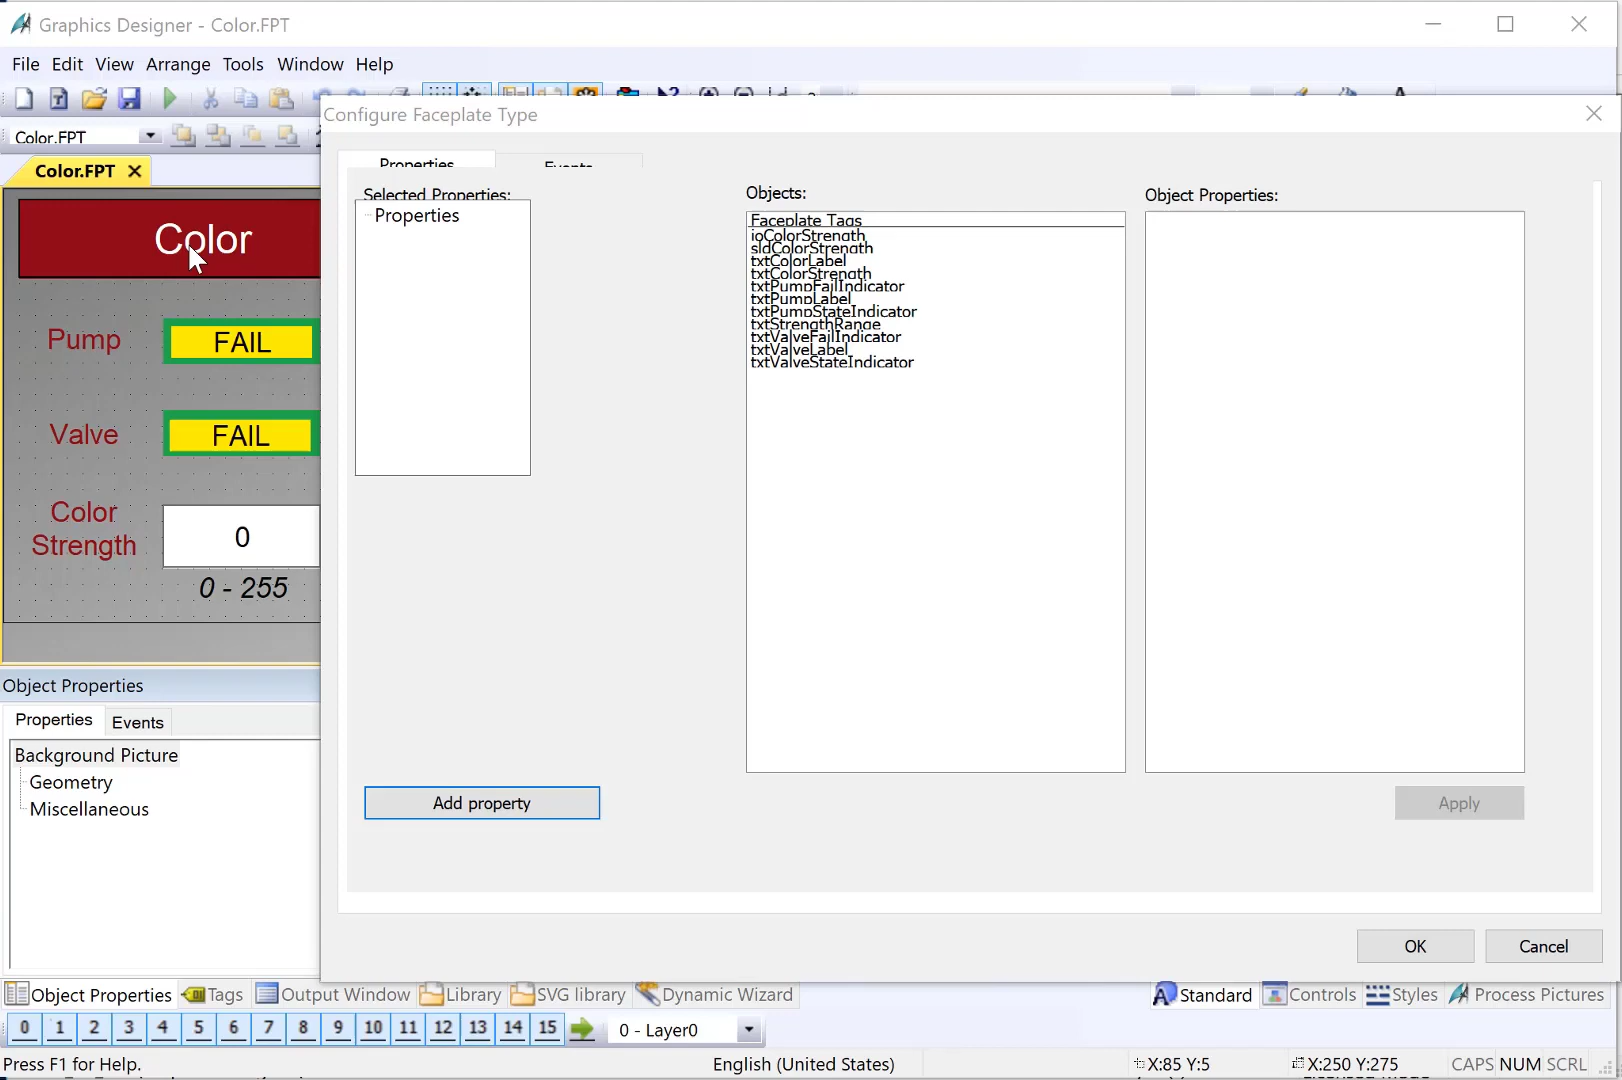 Graphics Designer - Color.FPT
File Edit View Arrange Tools Window Help
Color.FPT
Configure Faceplate Type
Color.FPT
Properties Events
Selected Properties: Objects: Object Properties:
Properties
Faceplate Tags
ioColorStrength
sldColorStrength
txtColorLabel
txtColorStrength
txtPumpFailIndicator
txtPumpLabel
txtPumpStateIndicator
txtStrengthRange
txtValveFailIndicator
txtValveLabel
txtValveStateIndicator
Color
Pump FAIL
Valve FAIL
Color
Strength
0
0 - 255
Add property
Apply
OK Cancel
Object Properties
Properties Events
Background Picture
Geometry
Miscellaneous
Object Properties Tags Output Window Library SVG library Dynamic Wizard Standard Controls Styles Process Pictures
0 1 2 3 4 5 6 7 8 9 10 11 12 13 14 15 0 - Layer0
Press F1 for Help. English (United States) X:85 Y:5 X:250 Y:275 CAPS NUM SCRL